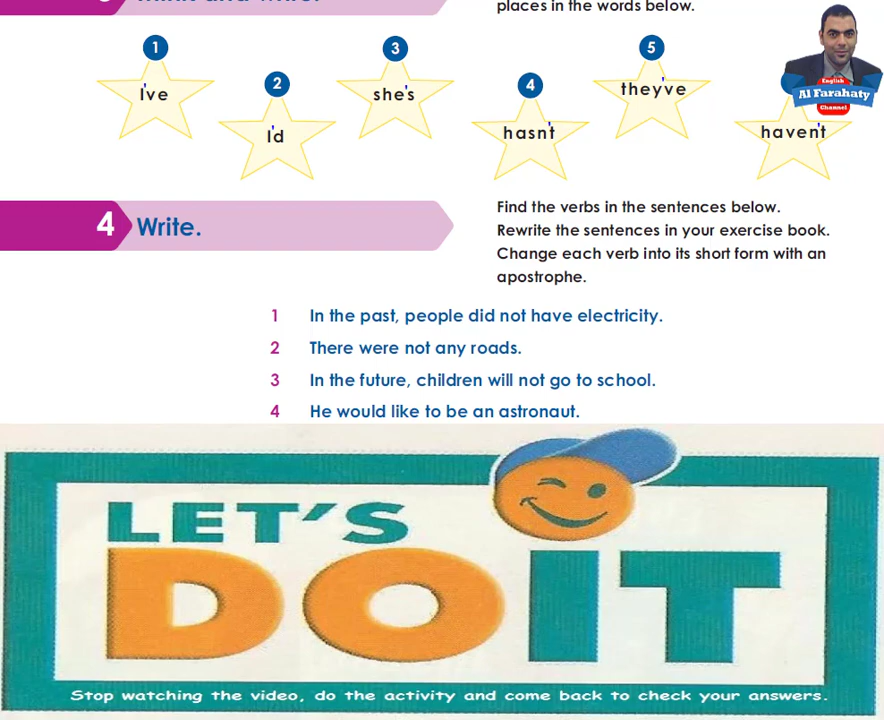 places in the words below.
1
I've
2
I'd
3
she's
4
hasn't
5
they've
haven't
English
Al Farahaty
Channel
4 Write.
Find the verbs in the sentences below.
Rewrite the sentences in your exercise book.
Change each verb into its short form with an
apostrophe.
1 In the past, people did not have electricity.
2 There were not any roads.
3 In the future, children will not go to school.
4 He would like to be an astronaut.
LET'S
DO IT
Stop watching the video, do the activity and come back to check your answers.